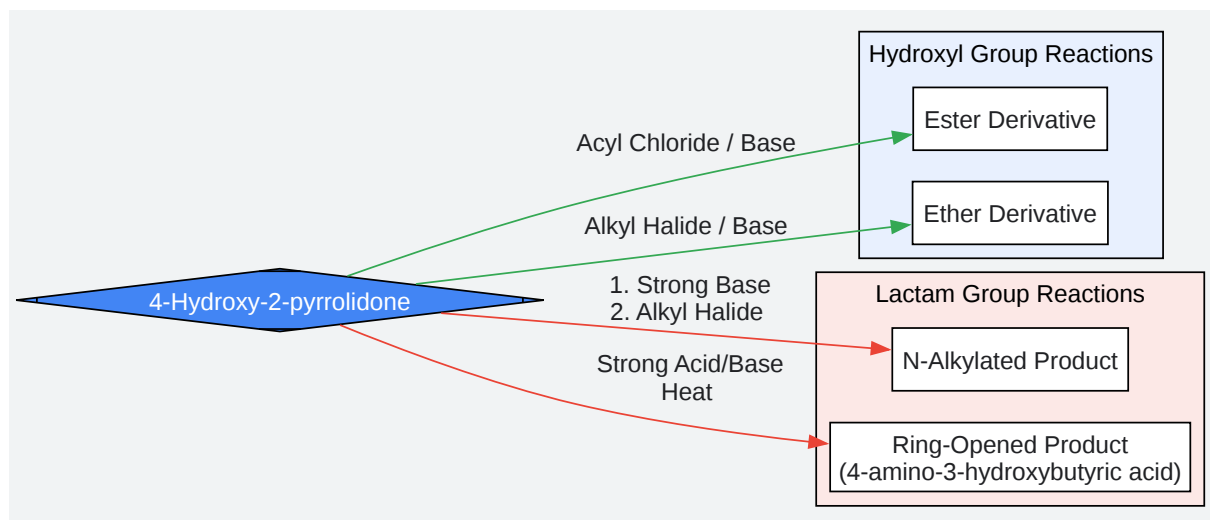 Hydroxyl Group Reactions
Ester Derivative
Acyl Chloride / Base
Ether Derivative
Alkyl Halide / Base
4-Hydroxy-2-pyrrolidone
1. Strong Base
2. Alkyl Halide
Lactam Group Reactions
N-Alkylated Product
Strong Acid/Base
Heat
Ring-Opened Product
(4-amino-3-hydroxybutyric acid)